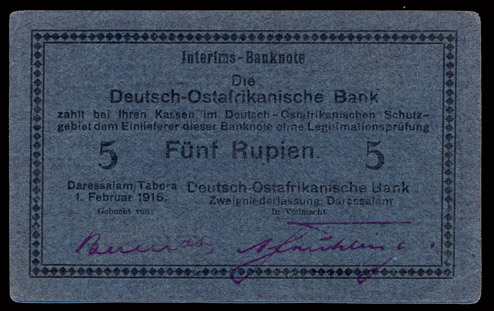 Interims-Banknote
Die
Deutsch-Ostafrikanische Bank
zahlt bei Ihren Kassen im Deutsch-Ostafrikanischen Schutz-
gebiet dem Einlieferer dieser Banknote ohne Legitimationsprüfung
5 Fünf Rupien. 5
Daressalam/Tabora Deutsch-Ostafrikanische Bank
1. Februar 1916. Zweigniederlassung Daressalam
Gebucht von: In Vollmacht